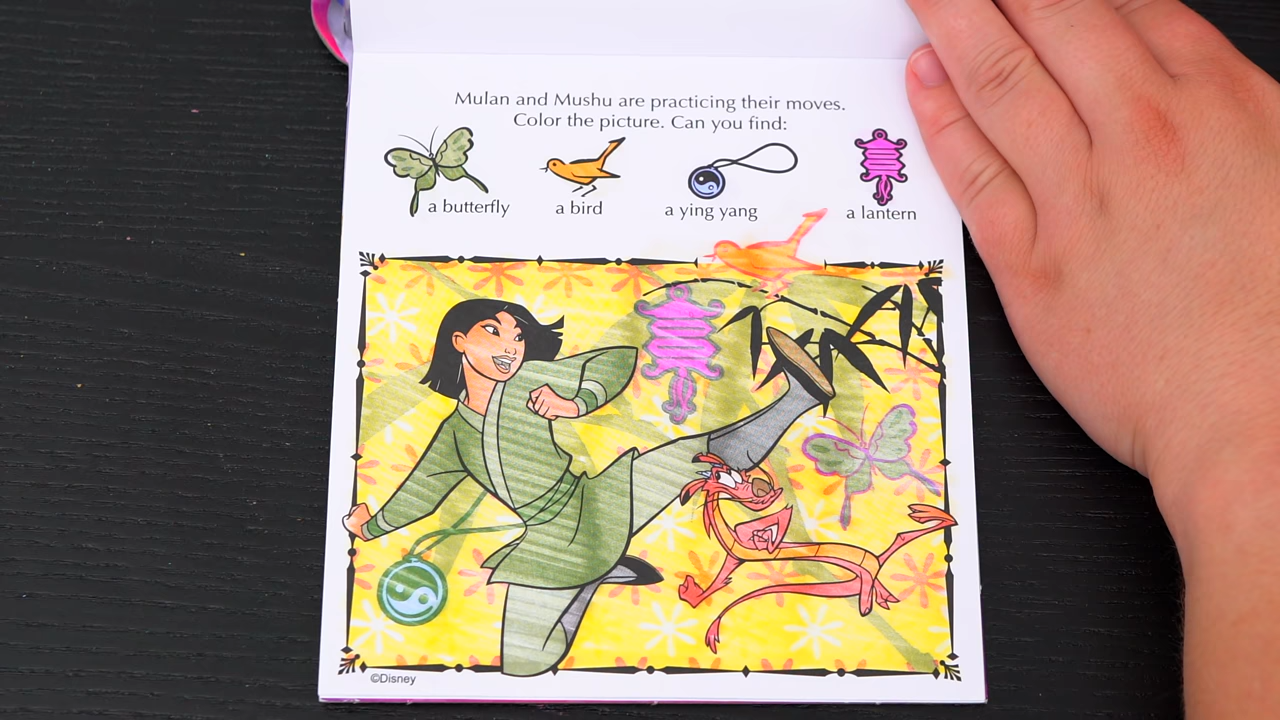 Mulan and Mushu are practicing their moves.
Color the picture. Can you find:
a butterfly
a bird
a ying yang
a lantern
©Disney